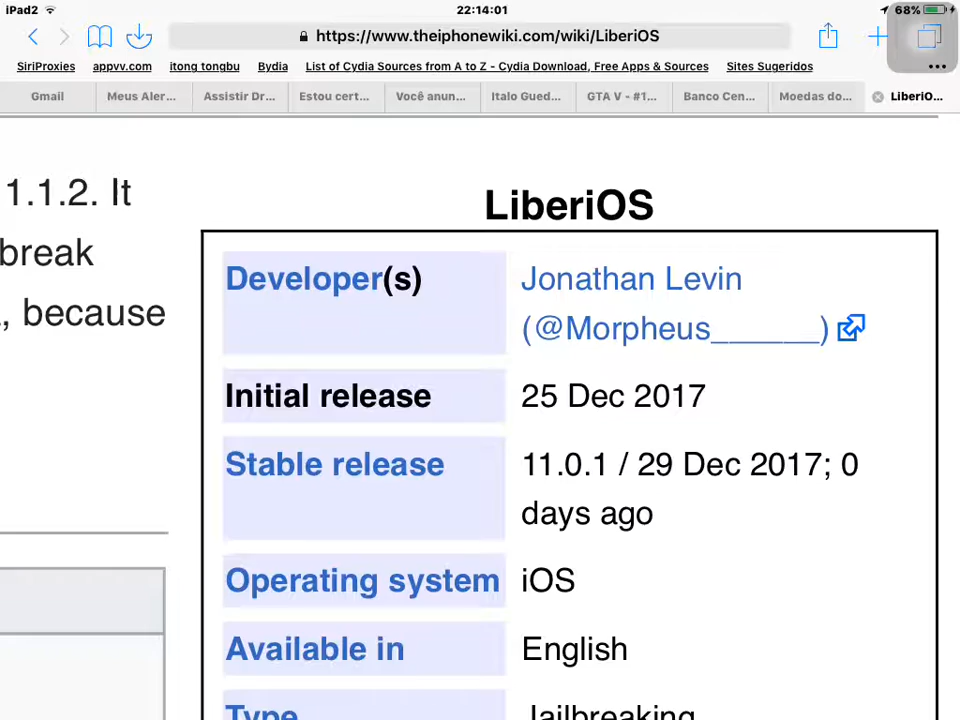 iPad2 22:14:01 68%
https://www.theiphonewiki.com/wiki/LiberiOS
SiriProxies appvv.com itong tongbu Bydia List of Cydia Sources from A to Z - Cydia Download, Free Apps & Sources Sites Sugeridos
Gmail Meus Aler... Assistir Dr... Estou cert... Você anun... Italo Gued... GTA V - #1... Banco Cen... Moedas do... LiberiO...
1.1.2. It
break
, because
LiberiOS
Developer(s) Jonathan Levin
(@Morpheus______)
Initial release 25 Dec 2017
Stable release 11.0.1 / 29 Dec 2017; 0
days ago
Operating system iOS
Available in English
Type Jailbreaking